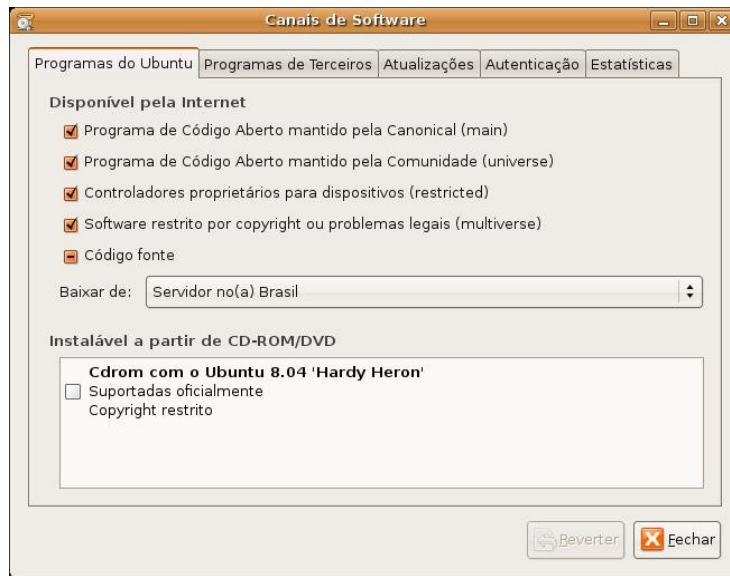 Canais de Software
Programas do Ubuntu Programas de Terceiros Atualizações Autenticação Estatísticas
Disponível pela Internet
Programa de Código Aberto mantido pela Canonical (main)
Programa de Código Aberto mantido pela Comunidade (universe)
Controladores proprietários para dispositivos (restricted)
Software restrito por copyright ou problemas legais (multiverse)
Código fonte
Baixar de: Servidor no(a) Brasil
Instalável a partir de CD-ROM/DVD
Cdrom com o Ubuntu 8.04 'Hardy Heron'
Suportadas oficialmente
Copyright restrito
Reverter Fechar